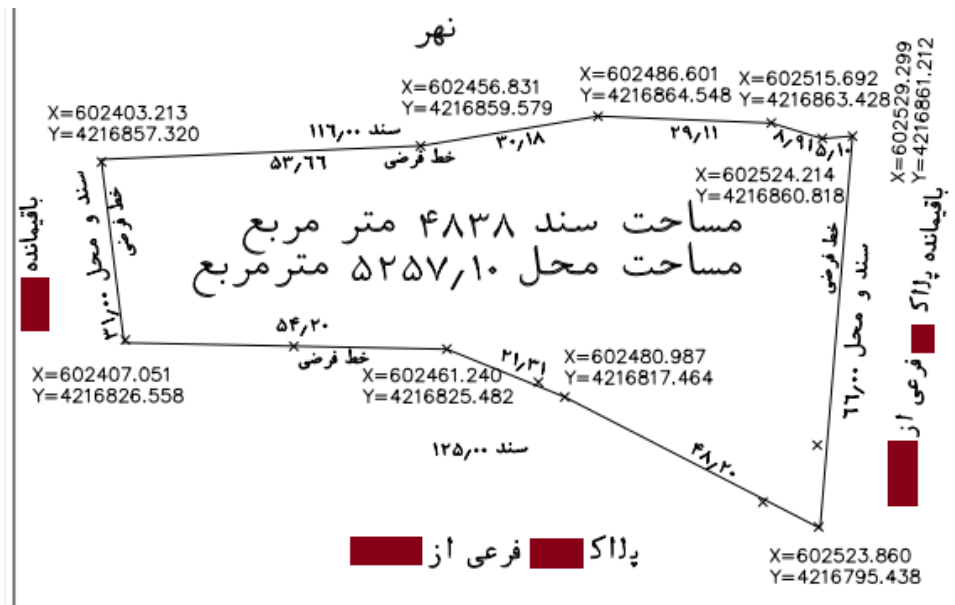 نهر
X=602403.213
Y=4216857.320
X=602456.831
Y=4216859.579
X=602486.601
Y=4216864.548
X=602515.692
Y=4216863.428
X=602529.299
Y=4216861.212
سند ۱۱٦٫۰۰
۵۳٫٦٦
خط فرضی
۳۰٫۱۸
۲۹٫۱۱
۸٫۹۱
۵٫۱۰
X=602524.214
Y=4216860.818
باقیمانده
سند و محل ۳۱٫۰۰
خط فرضی
مساحت سند ۴۸۳۸ متر مربع
مساحت محل ۵۲۵۷٫۱۰ مترمربع
خط فرضی
سند و محل ٦٦٫۰۰
باقیمانده پلاک
فرعی از
۵۴٫۲۰
خط فرضی
۲۱٫۳۱
X=602407.051
Y=4216826.558
X=602461.240
Y=4216825.482
X=602480.987
Y=4216817.464
سند ۱۲۵٫۰۰
۴۸٫۲۰
پلاک فرعی از
X=602523.860
Y=4216795.438